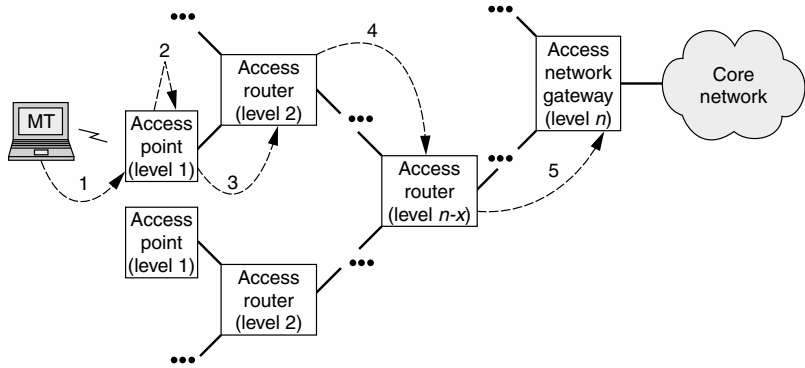 •••
4
•••
2
Access
router
(level 2)
Access
network
gateway
(level n)
Core
network
MT
Access
point
(level 1)
•••
•••
1
3
Access
router
(level n-x)
5
Access
point
(level 1)
•••
Access
router
(level 2)
•••